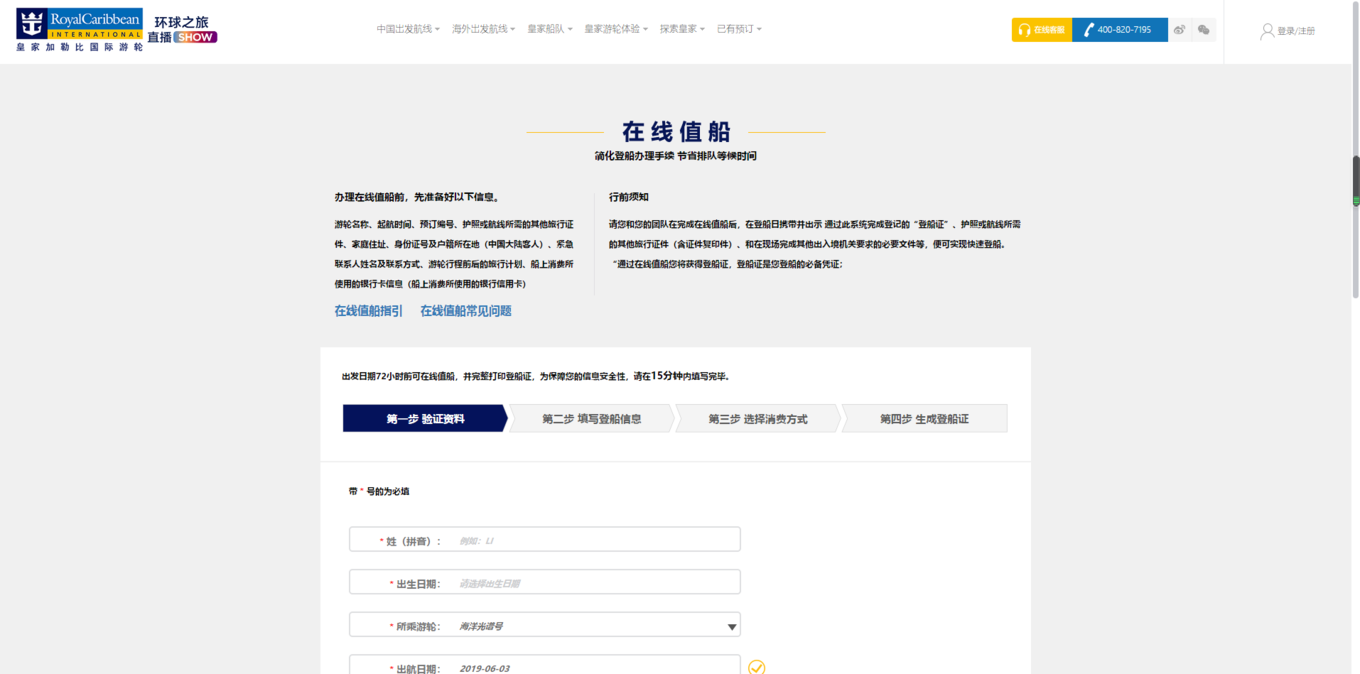 RoyalCaribbean
INTERNATIONAL
皇家加勒比国际游轮
环球之旅
直播SHOW
中国出发航线 海外出发航线 皇家船队 皇家游轮体验 探索皇家 已有预订
在线客服
400-820-7195
登录/注册
在线值船
简化登船办理手续 节省排队等候时间
办理在线值船前，先准备好以下信息。
游轮名称、起航时间、预订编号、护照或航线所需的其他旅行证
件、家庭住址、身份证号及户籍所在地（中国大陆客人）、紧急
联系人姓名及联系方式、游轮行程前后的旅行计划、船上消费所
使用的银行卡信息（船上消费所使用的银行信用卡）
行前须知
请您和您的团队在完成在线值船后，在登船日携带并出示 通过此系统完成登记的“登船证”、护照或航线所需
的其他旅行证件（含证件复印件）、和在现场完成其他出入境机关要求的必要文件等，便可实现快速登船。
“通过在线值船您将获得登船证，登船证是您登船的必备凭证；
在线值船指引 在线值船常见问题
出发日期72小时前可在线值船，并完整打印登船证，为保障您的信息安全性，请在15分钟内填写完毕。
第一步 验证资料 第二步 填写登船信息 第三步 选择消费方式 第四步 生成登船证
带 * 号的为必填
* 姓（拼音）： 例如：LI
* 出生日期： 请选择出生日期
* 所乘游轮： 海洋光谱号
* 出航日期： 2019-06-03